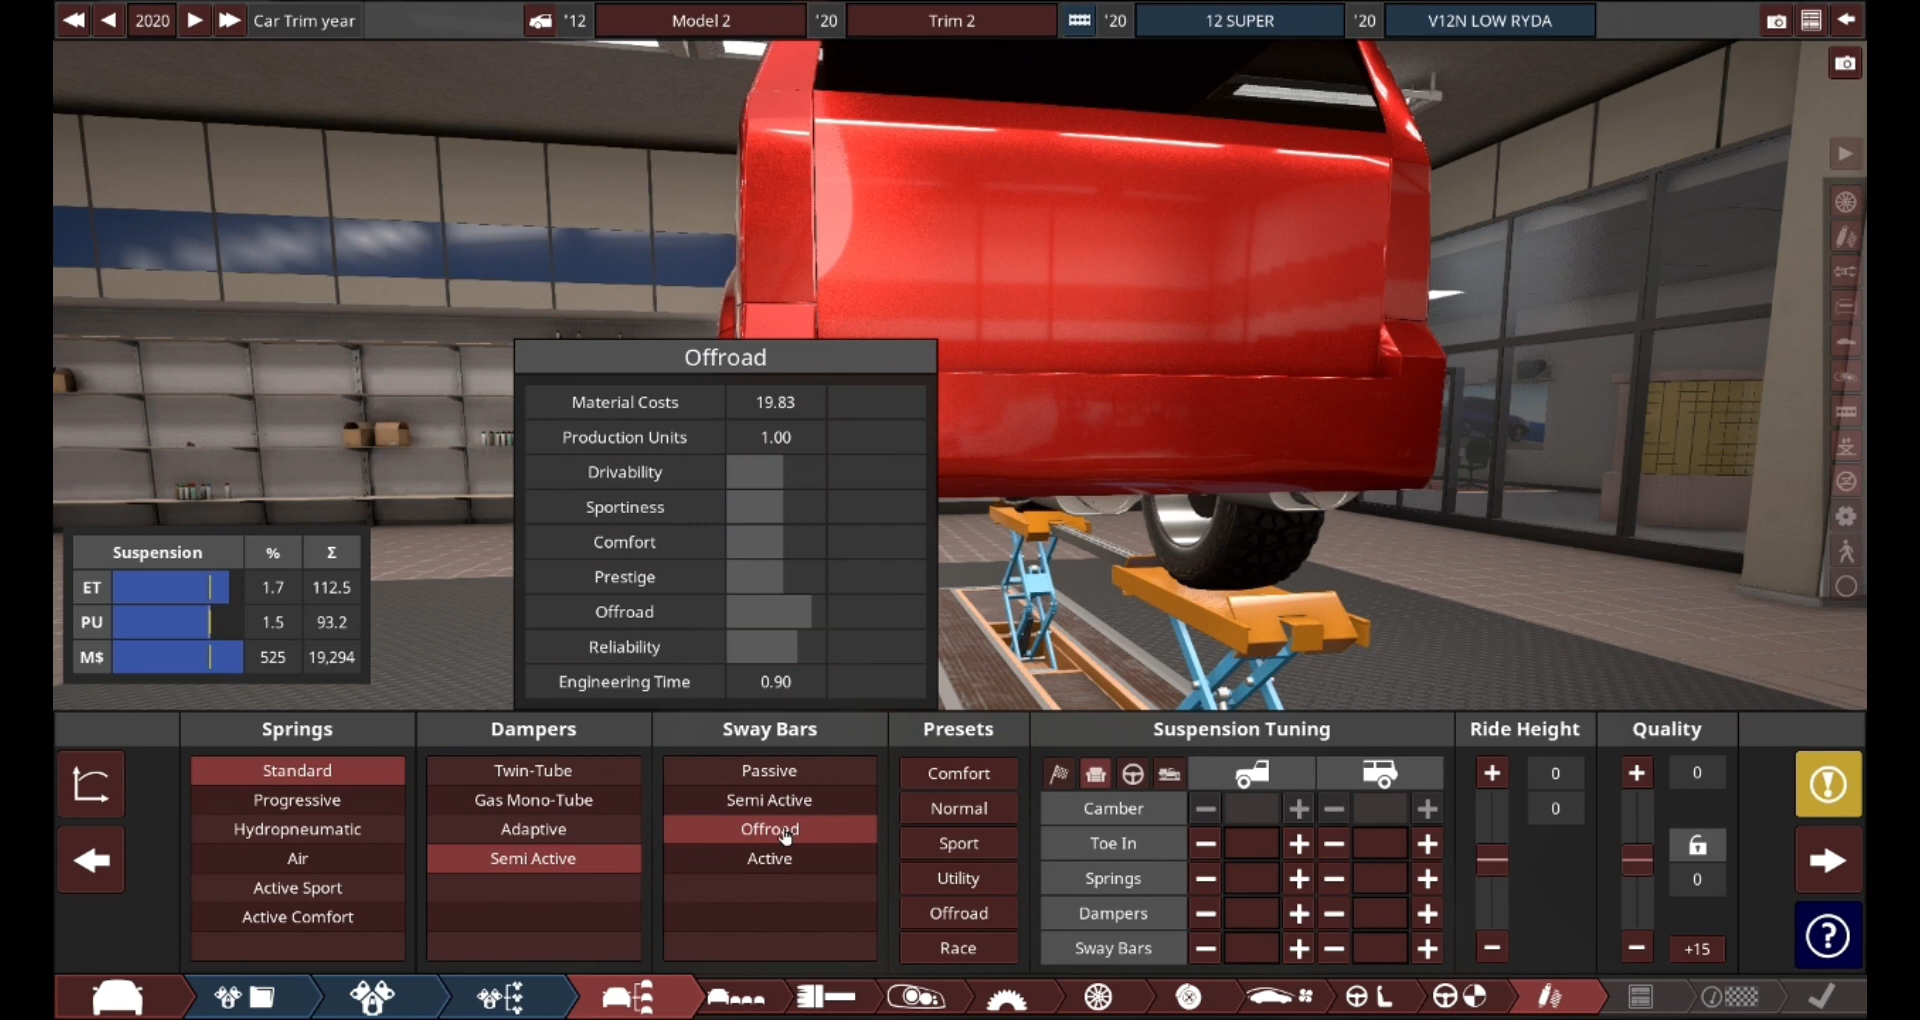 2020 Car Trim year '12 Model 2 '20 Trim 2 '20 12 SUPER '20 V12N LOW RYDA
Offroad
Material Costs 19.83
Production Units 1.00
Drivability
Sportiness
Comfort
Prestige
Offroad
Reliability
Engineering Time 0.90
Suspension % Σ
ET 1.7 112.5
PU 1.5 93.2
M$ 525 19,294
Springs
Standard
Progressive
Hydropneumatic
Air
Active Sport
Active Comfort
Dampers
Twin-Tube
Gas Mono-Tube
Adaptive
Semi Active
Sway Bars
Passive
Semi Active
Offroad
Active
Presets
Comfort
Normal
Sport
Utility
Offroad
Race
Suspension Tuning
Camber − + − +
Toe In − + − +
Springs − + − +
Dampers − + − +
Sway Bars − + − +
Ride Height
+ 0
0
−
Quality
+ 0
0
− +15
!
?